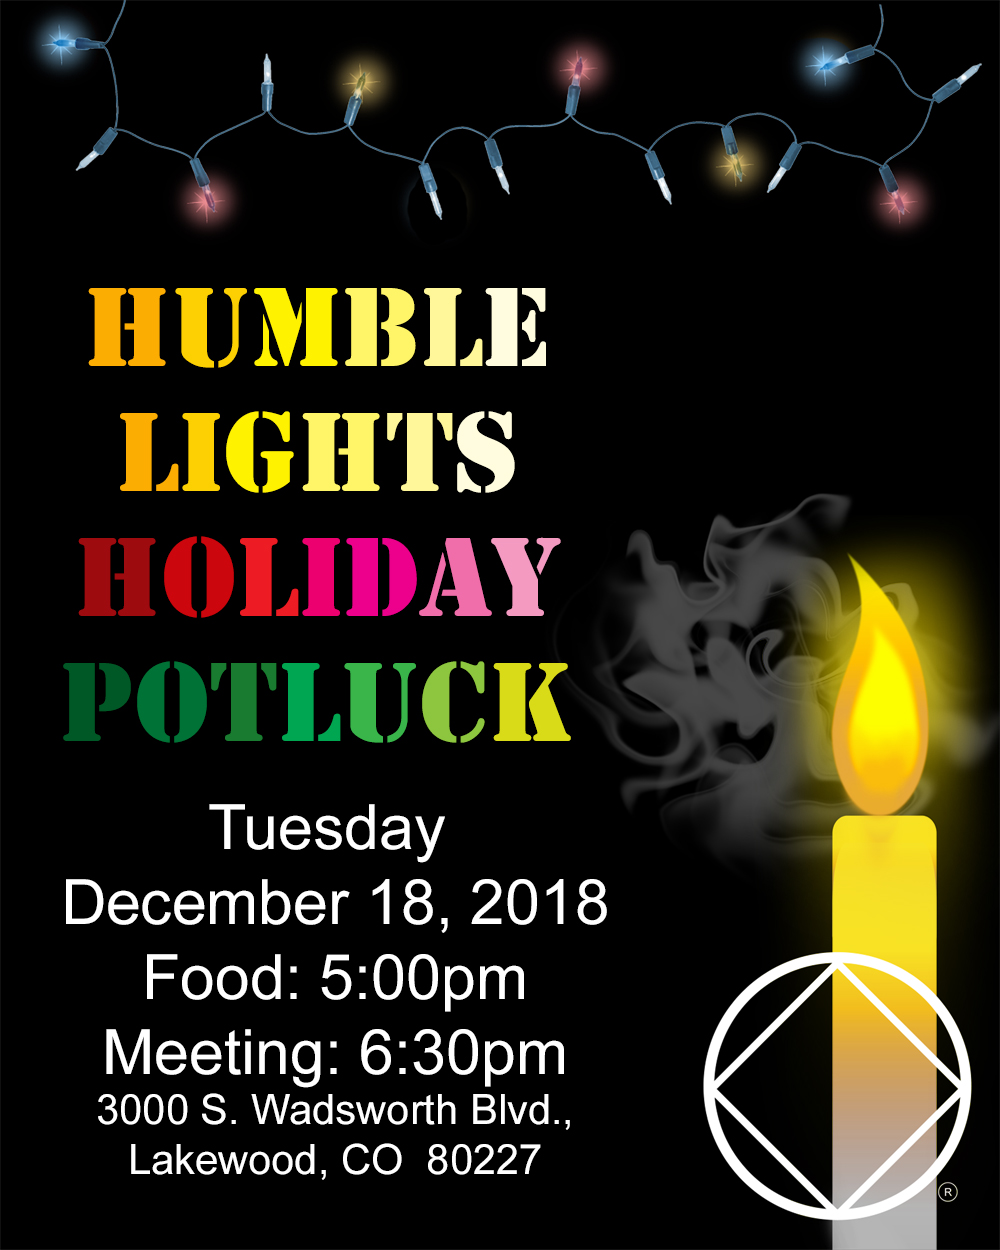 HUMBLE
LIGHTS
HOLIDAY
POTLUCK
Tuesday
December 18, 2018
Food: 5:00pm
Meeting: 6:30pm
3000 S. Wadsworth Blvd.,
Lakewood, CO  80227
®